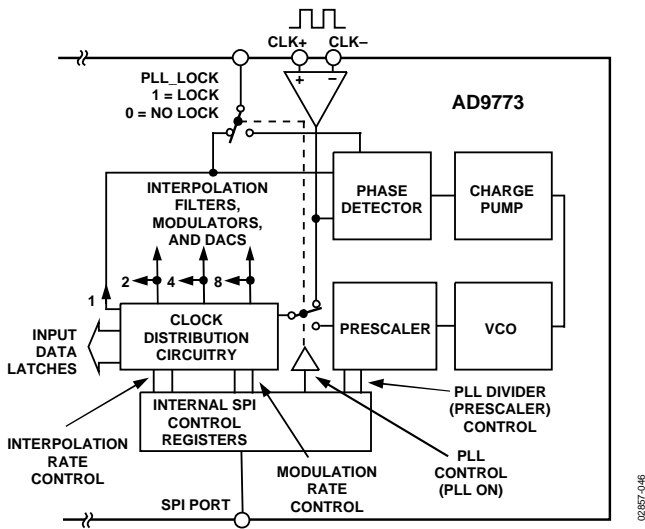 CLK+ CLK–
PLL_LOCK
1 = LOCK
0 = NO LOCK
+ –
AD9773
INTERPOLATION
FILTERS,
MODULATORS,
AND DACS
PHASE
DETECTOR
CHARGE
PUMP
2 4 8
1
CLOCK
DISTRIBUTION
CIRCUITRY
PRESCALER
VCO
INPUT
DATA
LATCHES
INTERNAL SPI
CONTROL
REGISTERS
PLL DIVIDER
(PRESCALER)
CONTROL
INTERPOLATION
RATE
CONTROL
MODULATION
RATE
CONTROL
PLL
CONTROL
(PLL ON)
SPI PORT
02857-046